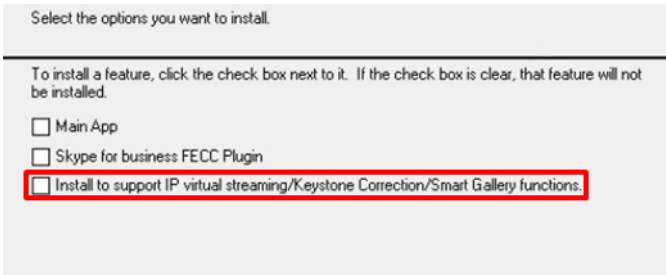 Select the options you want to install.
To install a feature, click the check box next to it. If the check box is clear, that feature will not
be installed.
Main App
Skype for business FECC Plugin
Install to support IP virtual streaming/Keystone Correction/Smart Gallery functions.